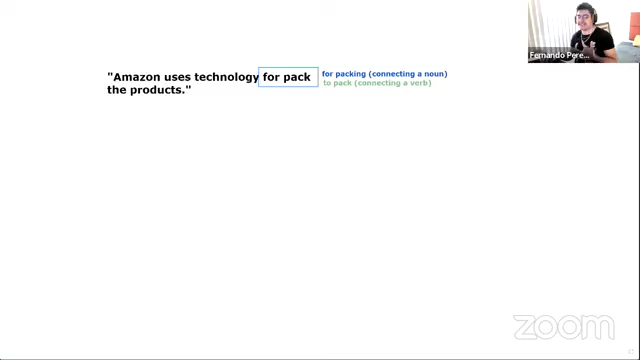 "Amazon uses technology for pack
the products."
for packing (connecting a noun)
to pack (connecting a verb)
Fernando Pere...
zoom